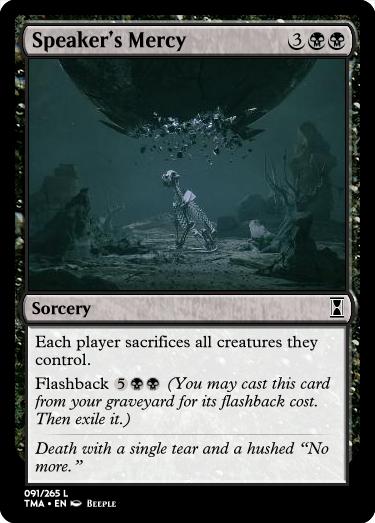 Speaker's Mercy 3
Sorcery
Each player sacrifices all creatures they
control.
Flashback 5 (You may cast this card
from your graveyard for its flashback cost.
Then exile it.)
Death with a single tear and a hushed “No
more.”
091/265 L
TMA • EN Beeple